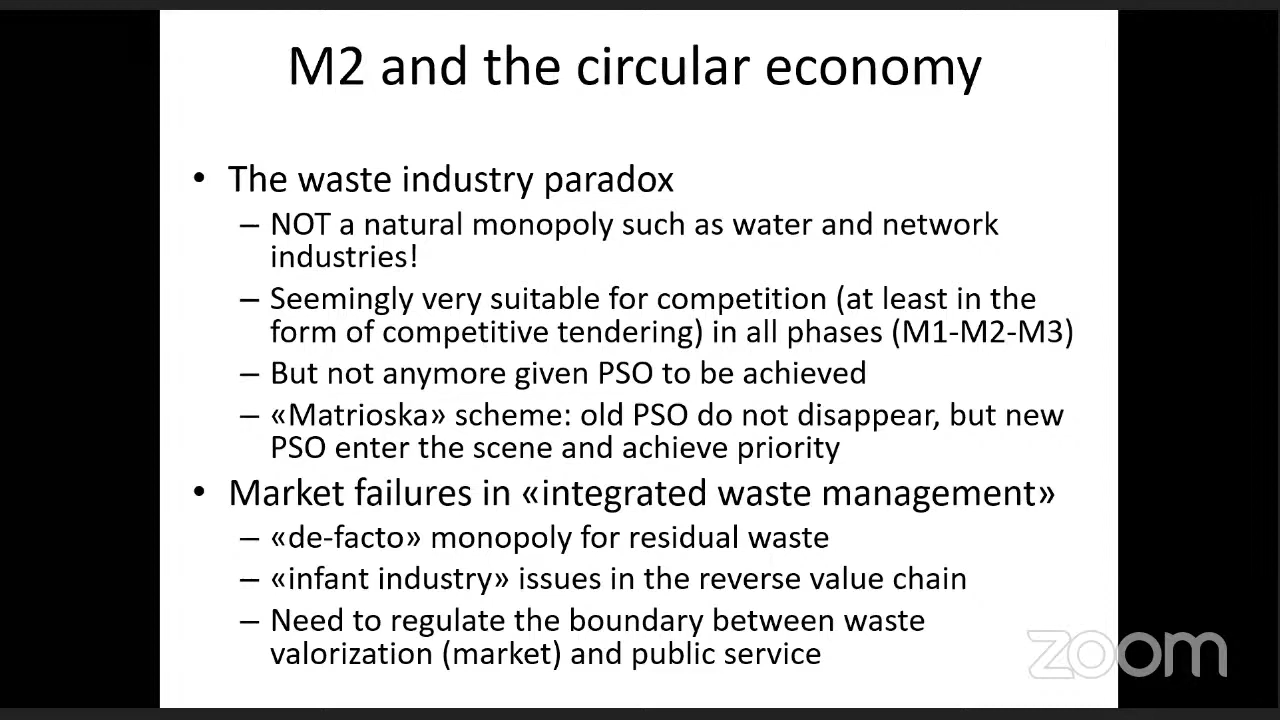 M2 and the circular economy
• The waste industry paradox
– NOT a natural monopoly such as water and network
industries!
– Seemingly very suitable for competition (at least in the
form of competitive tendering) in all phases (M1-M2-M3)
– But not anymore given PSO to be achieved
– «Matrioska» scheme: old PSO do not disappear, but new
PSO enter the scene and achieve priority
• Market failures in «integrated waste management»
– «de-facto» monopoly for residual waste
– «infant industry» issues in the reverse value chain
– Need to regulate the boundary between waste
valorization (market) and public service
zoom